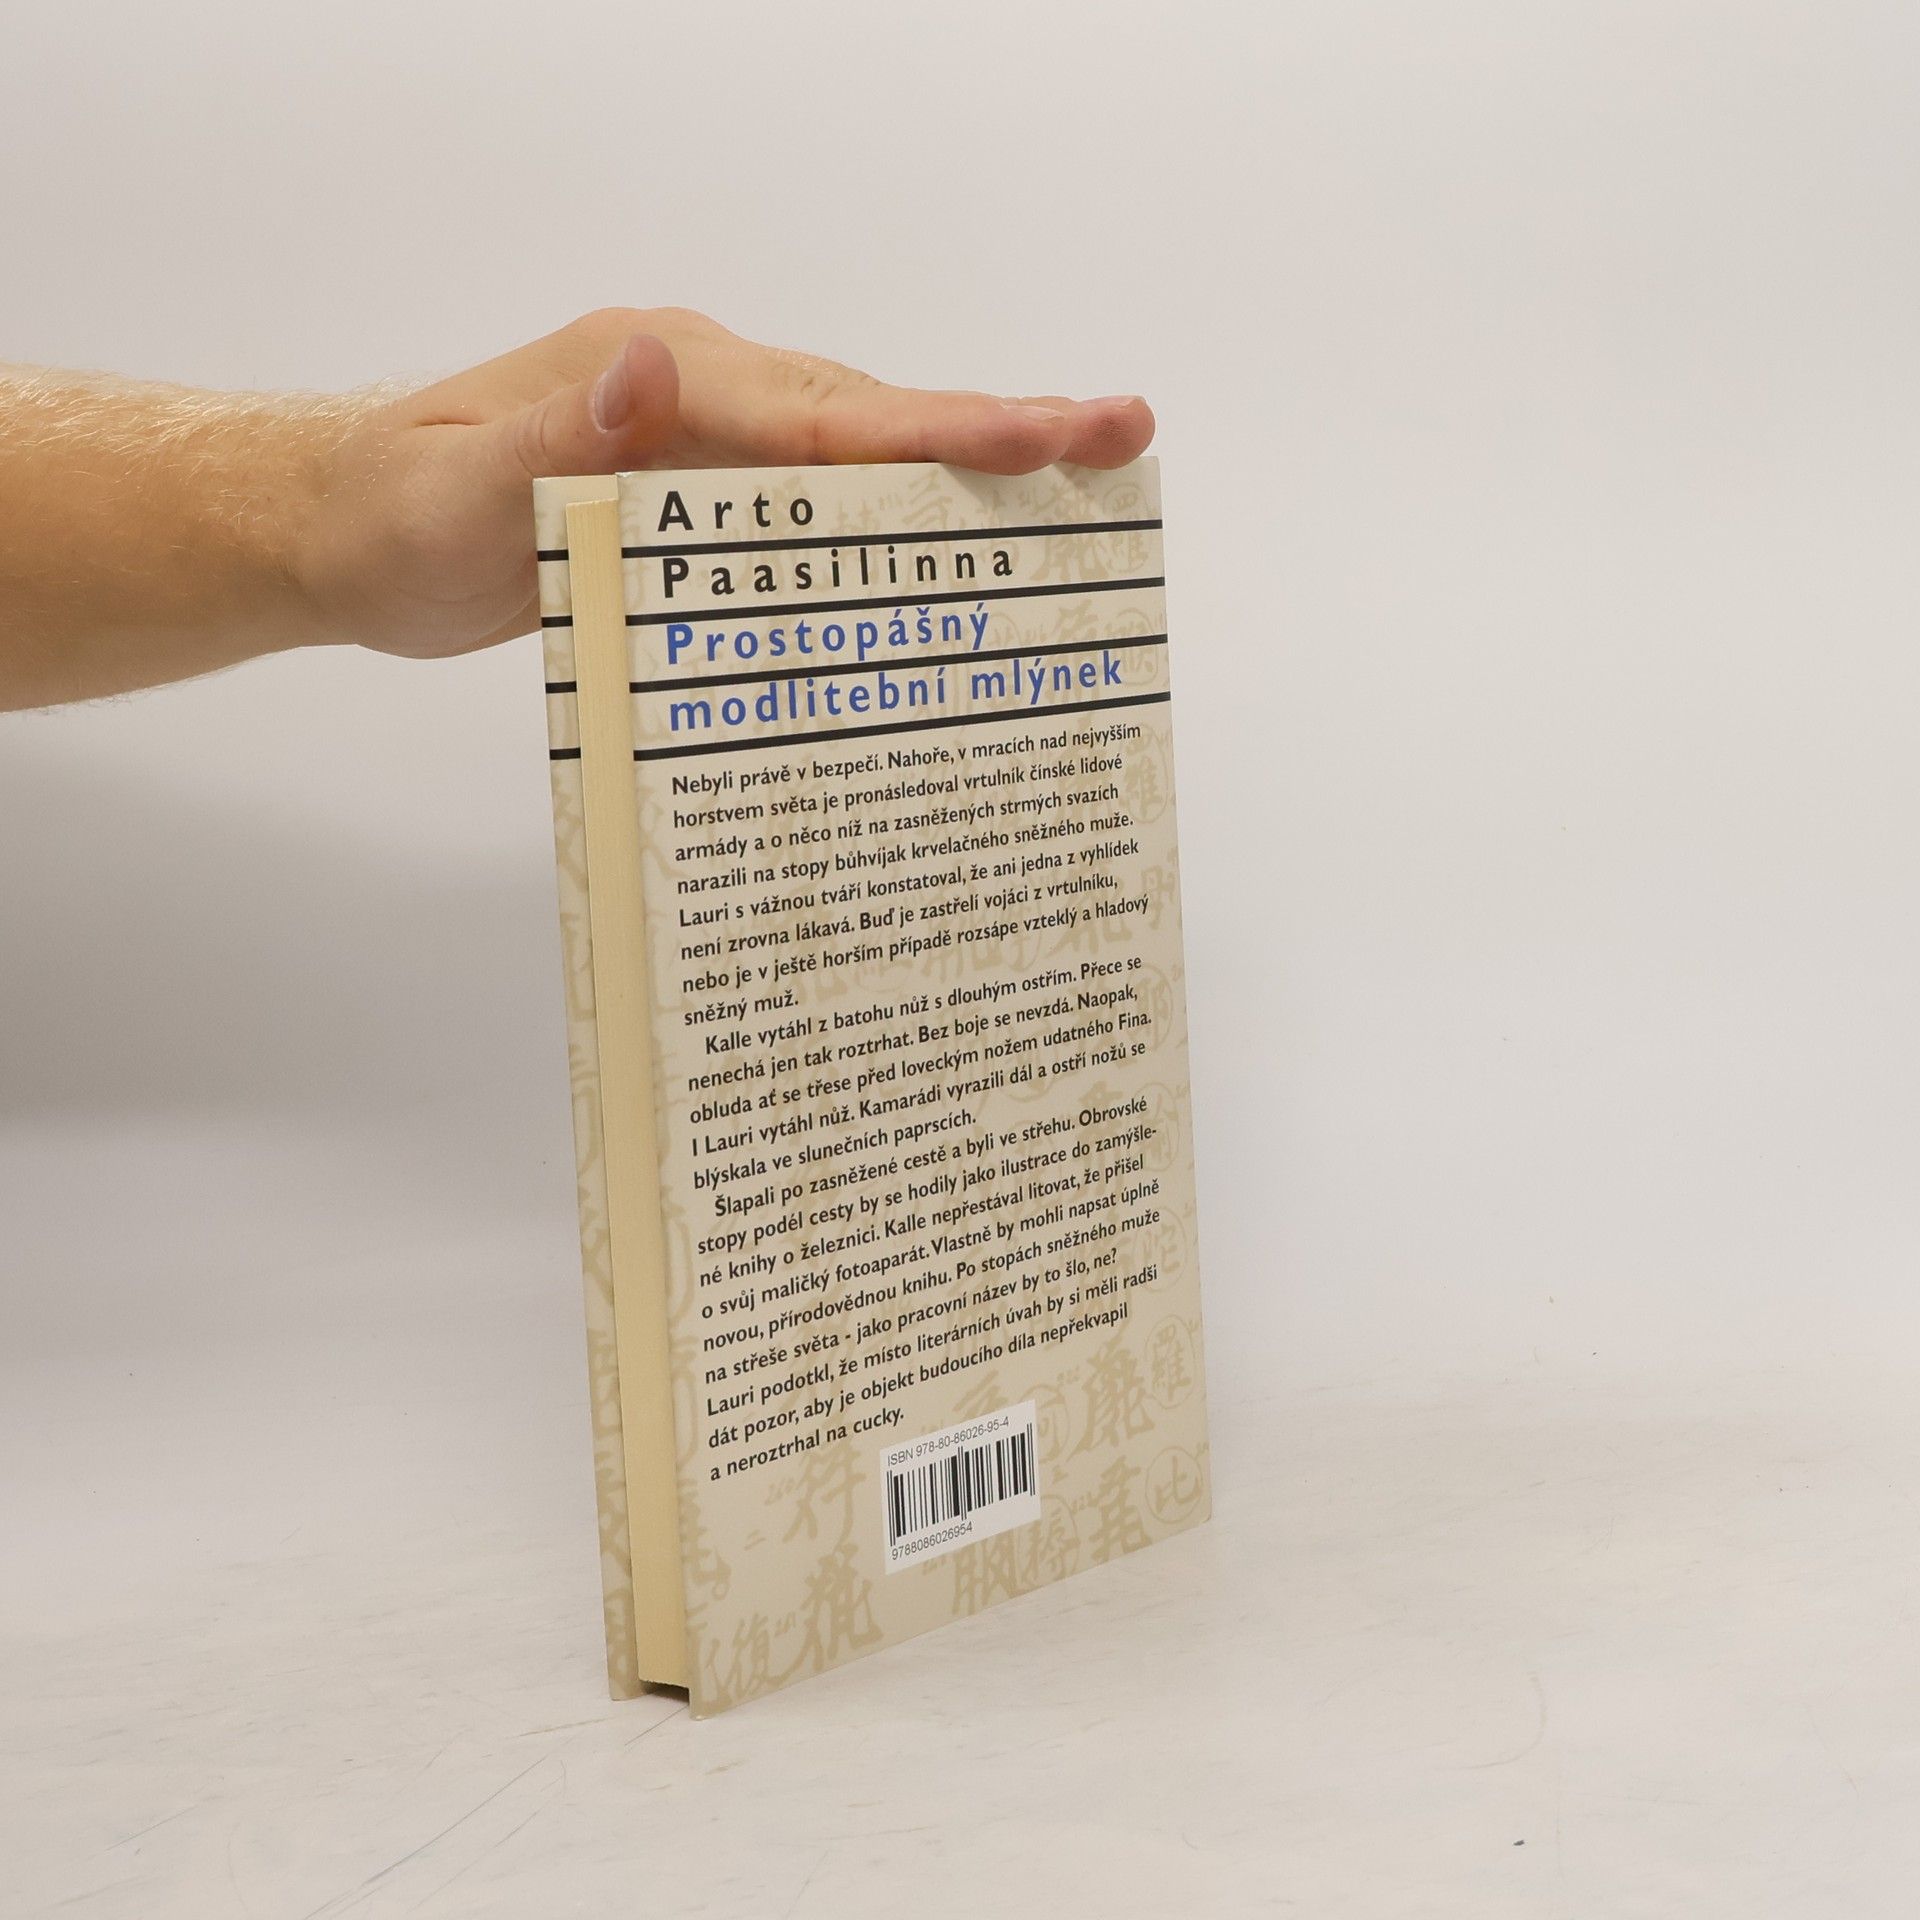 Arto
Paasilinna
Prostopášný
modlitební mlýnek
Nebyli právě v bezpečí. Nahoře, v mracích nad nejvyšším
horstvem světa je pronásledoval vrtulník čínské lidové
armády a o něco níž na zasněžených strmých svazích
narazili na stopy bůhvíjak krvelačného sněžného muže.
Lauri s vážnou tváří konstatoval, že ani jedna z vyhlídek
není zrovna lákavá. Buď je zastřelí vojáci z vrtulníku,
nebo je v ještě horším případě rozsápe vzteklý a hladový
sněžný muž.
Kalle vytáhl z batohu nůž s dlouhým ostřím. Přece se
nenechá jen tak roztrhat. Bez boje se nevzdá. Naopak,
obluda ať se třese před loveckým nožem udatného Fina.
I Lauri vytáhl nůž. Kamarádi vyrazili dál a ostří nožů se
blýskala ve slunečních paprscích.
Šlapali po zasněžené cestě a byli ve střehu. Obrovské
stopy podél cesty by se hodily jako ilustrace do zamýšle-
né knihy o železnici. Kalle nepřestával litovat, že přišel
o svůj maličký fotoaparát. Vlastně by mohli napsat úplně
novou, přírodovědnou knihu. Po stopách sněžného muže
na střeše světa - jako pracovní název by to šlo, ne?
Lauri podotkl, že místo literárních úvah by si měli radši
dát pozor, aby je objekt budoucího díla nepřekvapil
a neroztrhal na cucky.
ISBN 978-80-86026-95-4
9788086026954